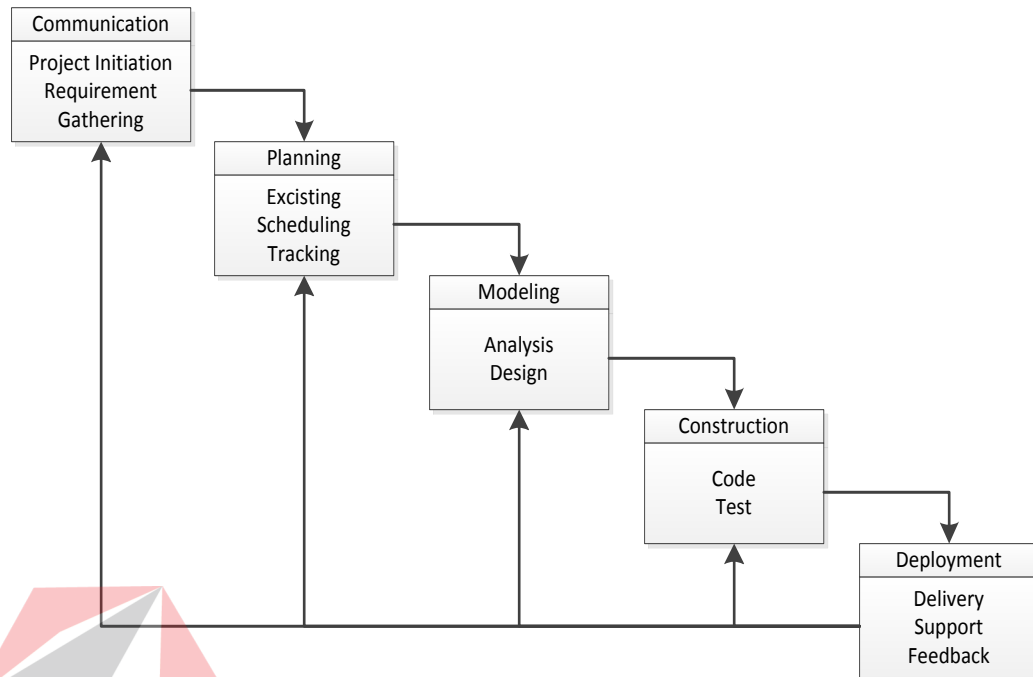 Communication
Project Initiation
Requirement
Gathering
Planning
Excisting
Scheduling
Tracking
Modeling
Analysis
Design
Construction
Code
Test
Deployment
Delivery
Support
Feedback